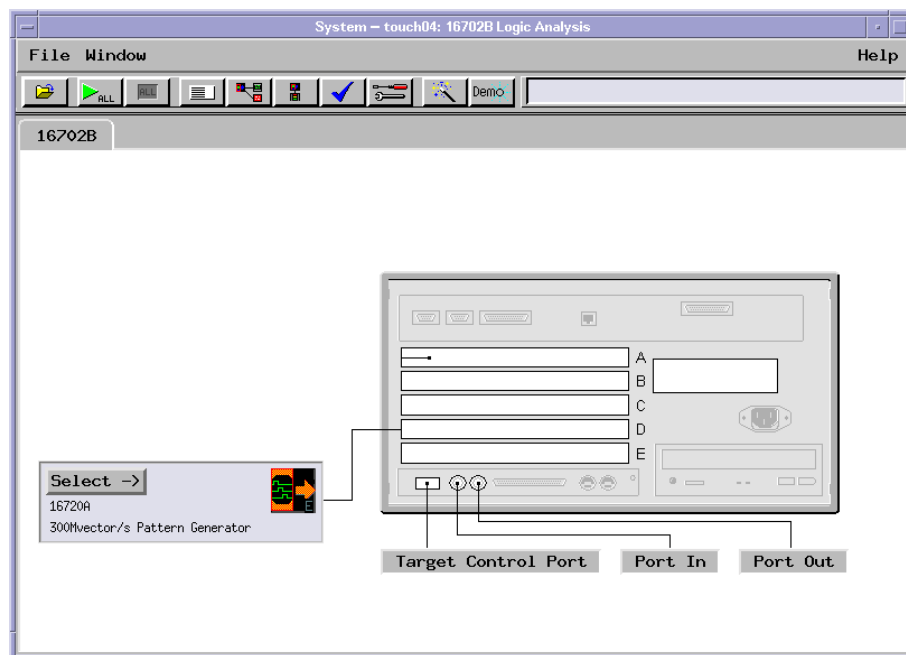 System – touch04: 16702B Logic Analysis
File Window Help
ALL ALL Demo
16702B
A
B
C
D
E
Select ->
E
16720A
300Mvector/s Pattern Generator
Target Control Port Port In Port Out